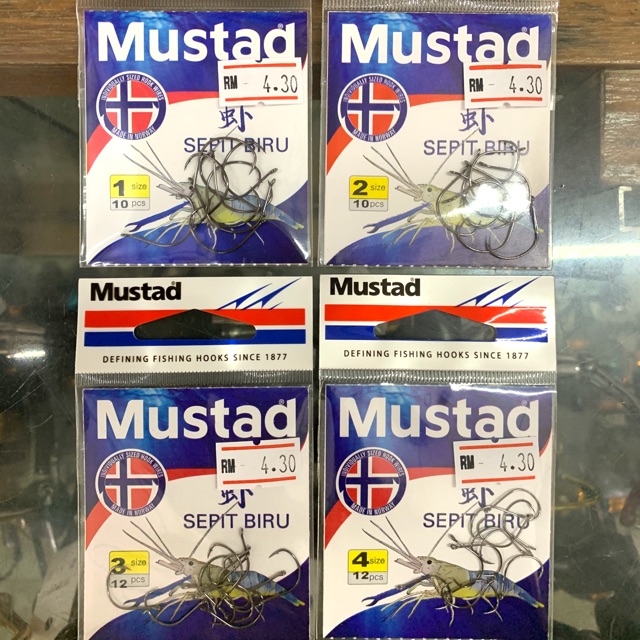 Mustad
RM - 4.30
INDIVIDUALLY SIZED HOOK WIRES
MADE IN NORWAY
虾
SEPIT BIRU
1 size
10 pcs
Mustad
RM - 4.30
INDIVIDUALLY SIZED HOOK WIRES
MADE IN NORWAY
虾
SEPIT BIRU
2 size
10 pcs
Mustad
DEFINING FISHING HOOKS SINCE 1877
Mustad
RM - 4.30
INDIVIDUALLY SIZED HOOK WIRES
MADE IN NORWAY
虾
SEPIT BIRU
3 size
12 pcs
Mustad
DEFINING FISHING HOOKS SINCE 1877
Mustad
RM - 4.30
INDIVIDUALLY SIZED HOOK WIRES
MADE IN NORWAY
虾
SEPIT BIRU
4 size
12 pcs